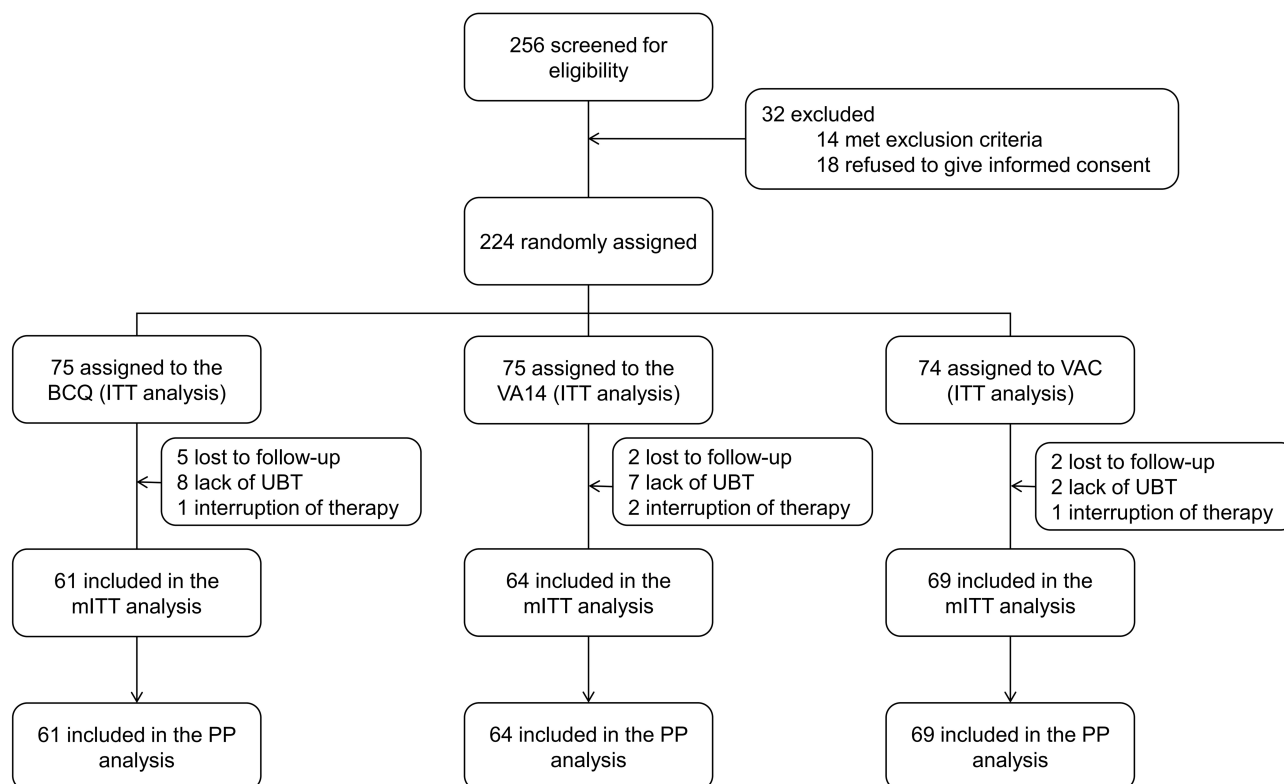 256 screened for
eligibility
32 excluded
14 met exclusion criteria
18 refused to give informed consent
224 randomly assigned
75 assigned to the
BCQ (ITT analysis)
75 assigned to the
VA14 (ITT analysis)
74 assigned to VAC
(ITT analysis)
5 lost to follow-up
8 lack of UBT
1 interruption of therapy
2 lost to follow-up
7 lack of UBT
2 interruption of therapy
2 lost to follow-up
2 lack of UBT
1 interruption of therapy
61 included in the
mITT analysis
64 included in the
mITT analysis
69 included in the
mITT analysis
61 included in the PP
analysis
64 included in the PP
analysis
69 included in the PP
analysis